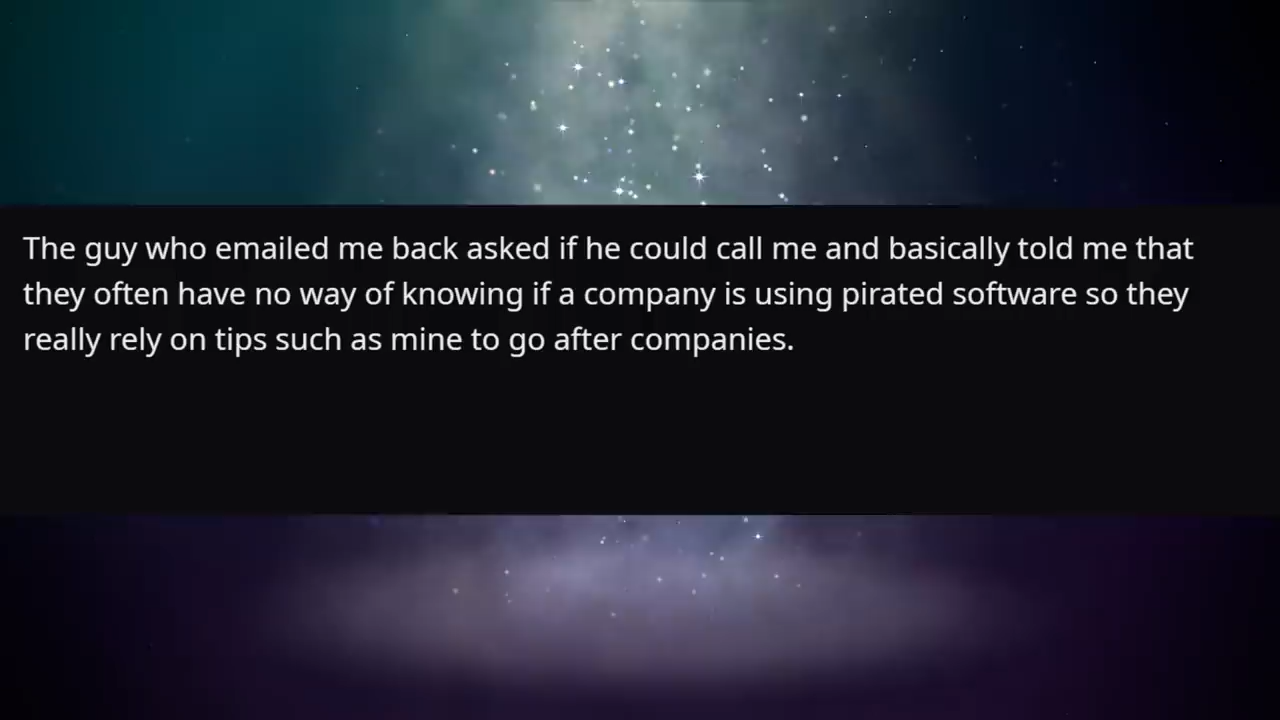 The guy who emailed me back asked if he could call me and basically told me that
they often have no way of knowing if a company is using pirated software so they
really rely on tips such as mine to go after companies.